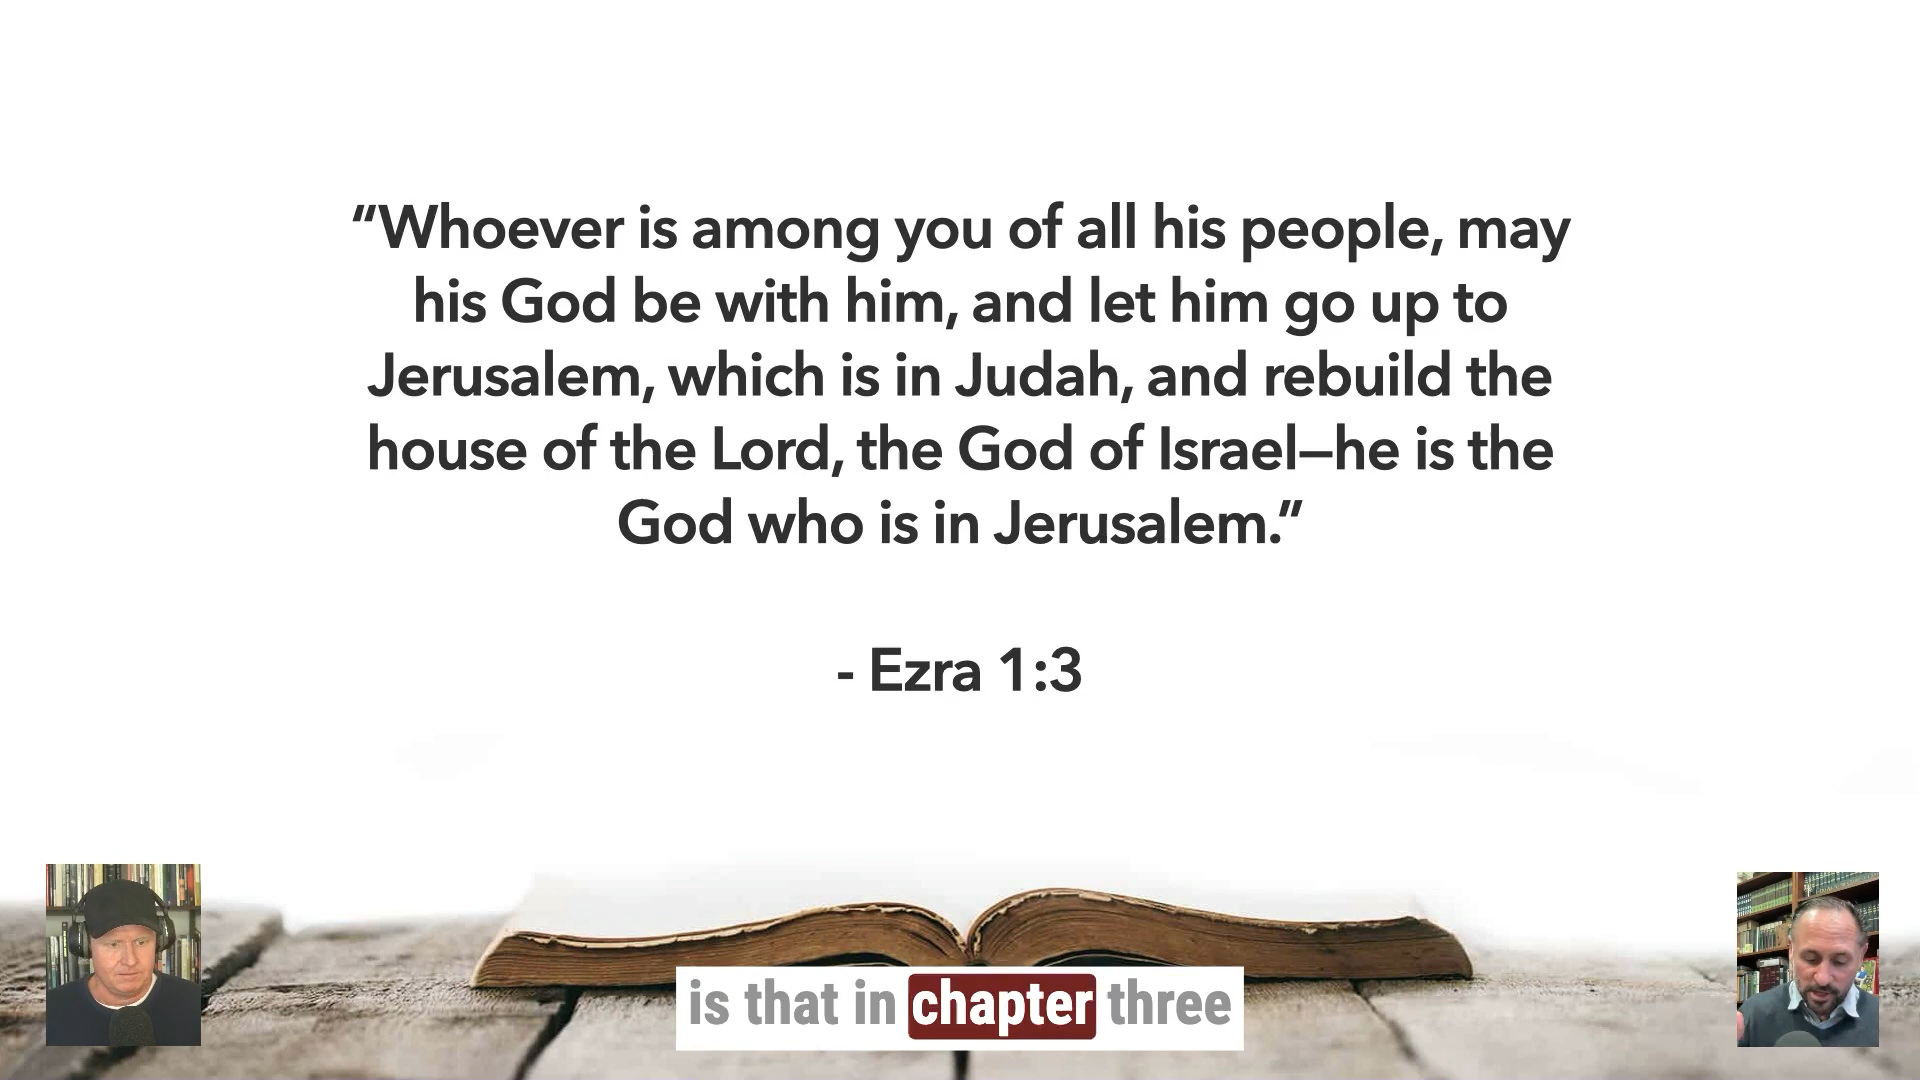 “Whoever is among you of all his people, may
his God be with him, and let him go up to
Jerusalem, which is in Judah, and rebuild the
house of the Lord, the God of Israel—he is the
God who is in Jerusalem.”
- Ezra 1:3
is that in chapter three